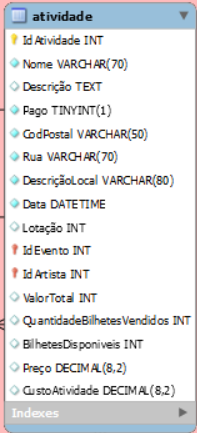 atividade
IdAtividade INT
Nome VARCHAR(70)
Descrição TEXT
Pago TINYINT(1)
CodPostal VARCHAR(50)
Rua VARCHAR(70)
DescriçãoLocal VARCHAR(80)
Data DATETIME
Lotação INT
IdEvento INT
IdArtista INT
ValorTotal INT
QuantidadeBilhetesVendidos INT
BilhetesDisponiveis INT
Preço DECIMAL(8,2)
CustoAtividade DECIMAL(8,2)
Indexes